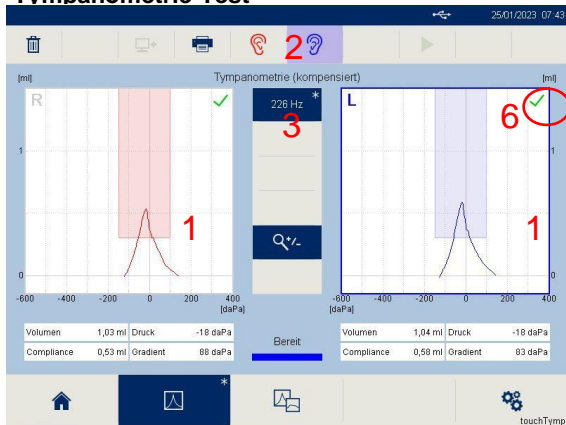 Tympanometrie Test
25/01/2023 07:43
2
[ml] Tympanometrie (kompensiert) [ml]
R 226 Hz * L 6
3
1 1
1 1
0 0
-600 -400 -200 0 200 400 -600 -400 -200 0 200 400
[daPa] [daPa]
Volumen 1,03 ml Druck -18 daPa Bereit Volumen 1,04 ml Druck -18 daPa
Compliance 0,53 ml Gradient 88 daPa Compliance 0,58 ml Gradient 83 daPa
*
touchTymp